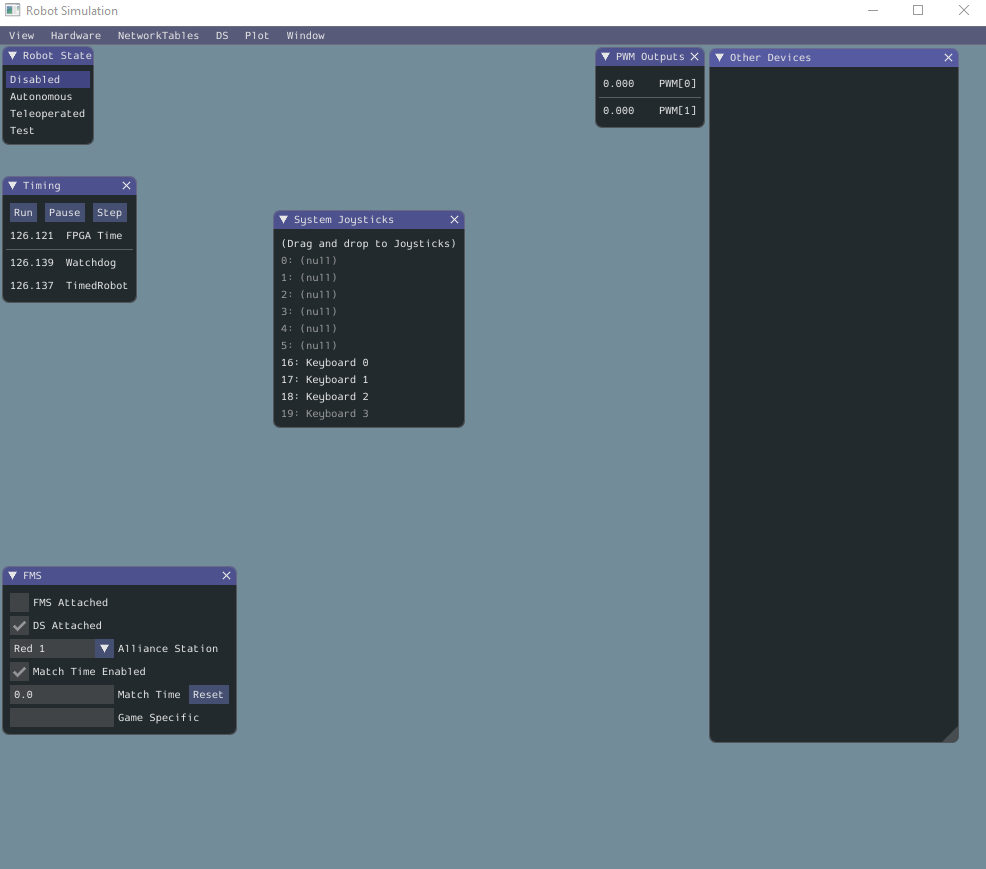 Robot Simulation
View Hardware NetworkTables DS Plot Window
Robot State
Disabled
Autonomous
Teleoperated
Test
Timing
Run Pause Step
126.121 FPGA Time
126.139 Watchdog
126.137 TimedRobot
System Joysticks
(Drag and drop to Joysticks)
0: (null)
1: (null)
2: (null)
3: (null)
4: (null)
5: (null)
16: Keyboard 0
17: Keyboard 1
18: Keyboard 2
19: Keyboard 3
PWM Outputs
0.000 PWM[0]
0.000 PWM[1]
Other Devices
FMS
FMS Attached
DS Attached
Red 1 Alliance Station
Match Time Enabled
0.0 Match Time Reset
Game Specific